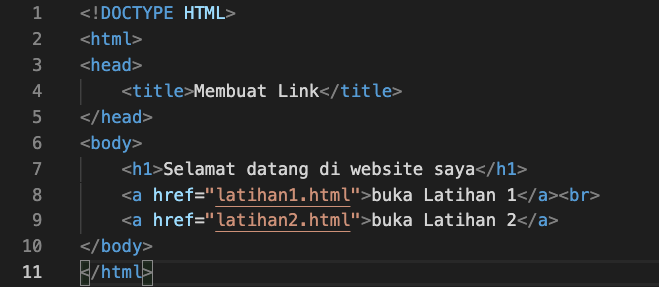 1 <!DOCTYPE HTML>
2 <html>
3 <head>
4 <title>Membuat Link</title>
5 </head>
6 <body>
7 <h1>Selamat datang di website saya</h1>
8 <a href="latihan1.html">buka Latihan 1</a><br>
9 <a href="latihan2.html">buka Latihan 2</a>
10 </body>
11 </html>